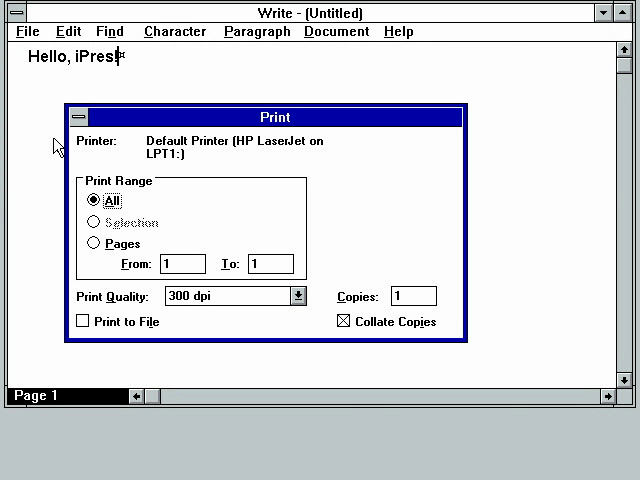 Write - (Untitled)
File Edit Find Character Paragraph Document Help
Hello, iPres!¤
Print
Printer: Default Printer (HP LaserJet on
LPT1:)
Print Range
All
Selection
Pages
From: 1 To: 1
Print Quality: 300 dpi Copies: 1
Print to File Collate Copies
Page 1